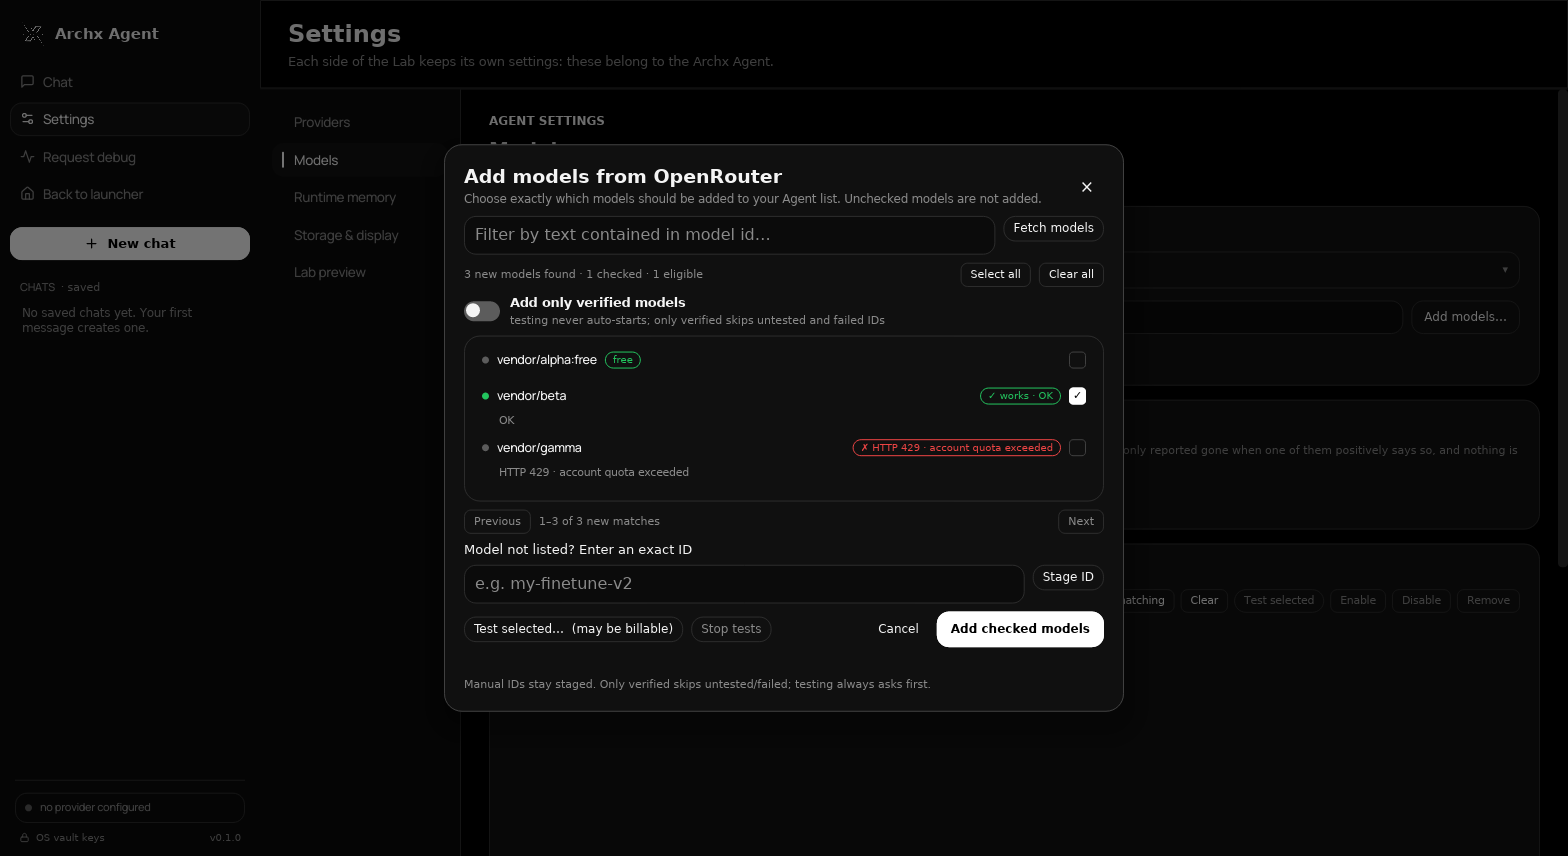 Archx Agent
Chat
Settings
Request debug
Back to launcher
+ New chat
CHATS · saved
No saved chats yet. Your first
message creates one.
no provider configured
OS vault keys
v0.1.0
Settings
Each side of the Lab keeps its own settings: these belong to the Archx Agent.
Providers
Models
Runtime memory
Storage & display
Lab preview
AGENT SETTINGS
Add models from OpenRouter
×
Choose exactly which models should be added to your Agent list. Unchecked models are not added.
Filter by text contained in model id…
Fetch models
3 new models found · 1 checked · 1 eligible
Select all
Clear all
Add only verified models
testing never auto-starts; only verified skips untested and failed IDs
vendor/alpha:free
free
vendor/beta
✓ works · OK
✓
OK
vendor/gamma
✗ HTTP 429 · account quota exceeded
HTTP 429 · account quota exceeded
Previous
1–3 of 3 new matches
Next
Model not listed? Enter an exact ID
e.g. my-finetune-v2
Stage ID
Test selected… (may be billable)
Stop tests
Cancel
Add checked models
Manual IDs stay staged. Only verified skips untested/failed; testing always asks first.
Add models…
only reported gone when one of them positively says so, and nothing is
Clear
Test selected
Enable
Disable
Remove